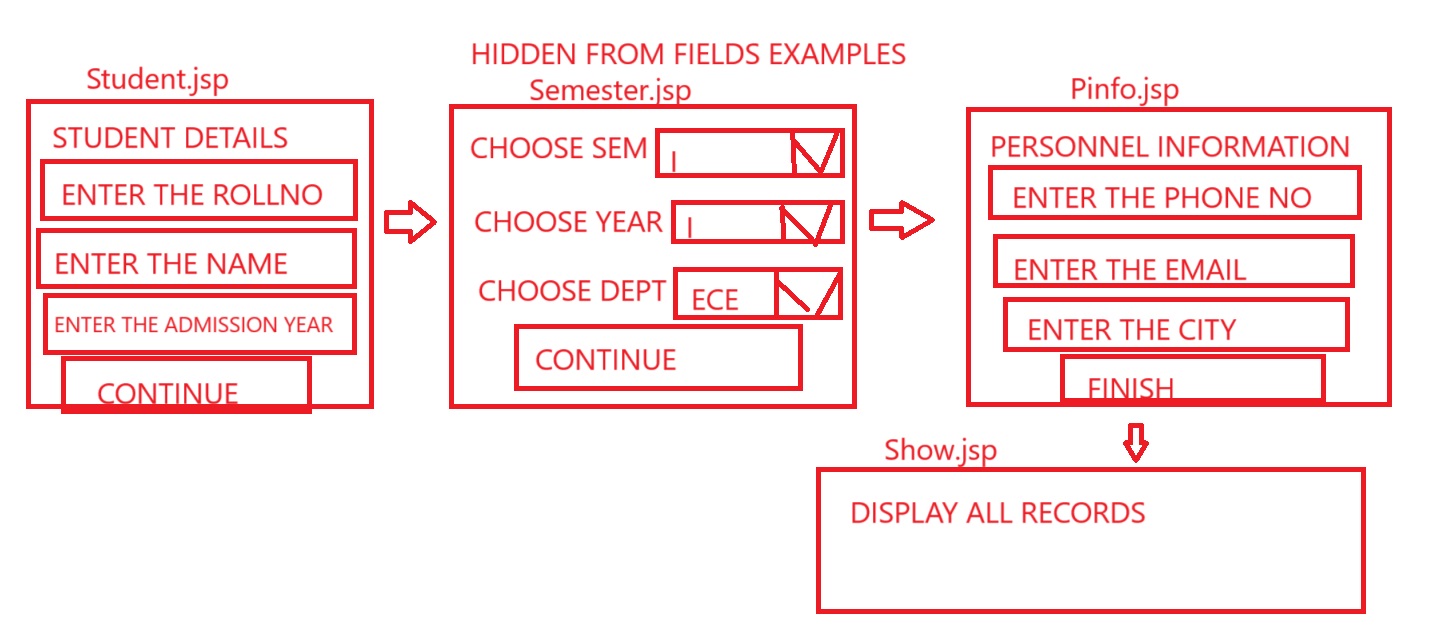 HIDDEN FROM FIELDS EXAMPLES
Student.jsp
STUDENT DETAILS
ENTER THE ROLLNO
ENTER THE NAME
ENTER THE ADMISSION YEAR
CONTINUE
Semester.jsp
CHOOSE SEM I
CHOOSE YEAR I
CHOOSE DEPT ECE
CONTINUE
Pinfo.jsp
PERSONNEL INFORMATION
ENTER THE PHONE NO
ENTER THE EMAIL
ENTER THE CITY
FINISH
Show.jsp
DISPLAY ALL RECORDS